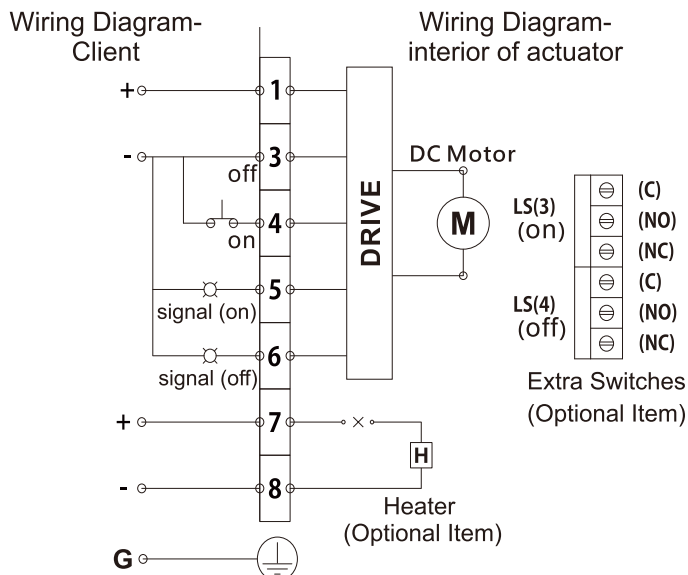 Wiring Diagram-
Client
Wiring Diagram-
interior of actuator
+
1
-
3
off
4
on
5
signal (on)
6
signal (off)
+
7
-
8
G
DRIVE
DC Motor
M
H
Heater
(Optional Item)
LS(3)
(on)
(C)
(NO)
(NC)
LS(4)
(off)
(C)
(NO)
(NC)
Extra Switches
(Optional Item)